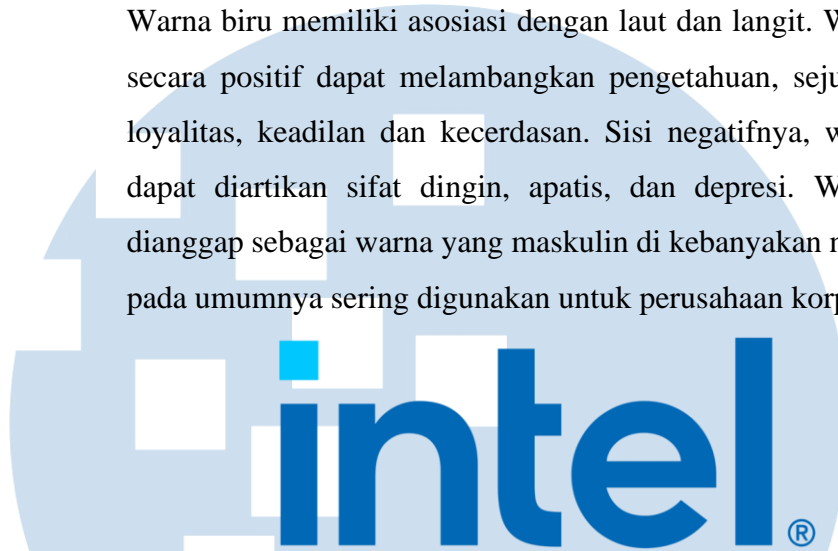 Warna biru memiliki asosiasi dengan laut dan langit.
secara positif dapat melambangkan pengetahuan,
loyalitas, keadilan dan kecerdasan. Sisi negatifnya,
dapat diartikan sifat dingin, apatis, dan depresi.
dianggap sebagai warna yang maskulin di kebanyakan
pada umumnya sering digunakan untuk perusahaan
intel®